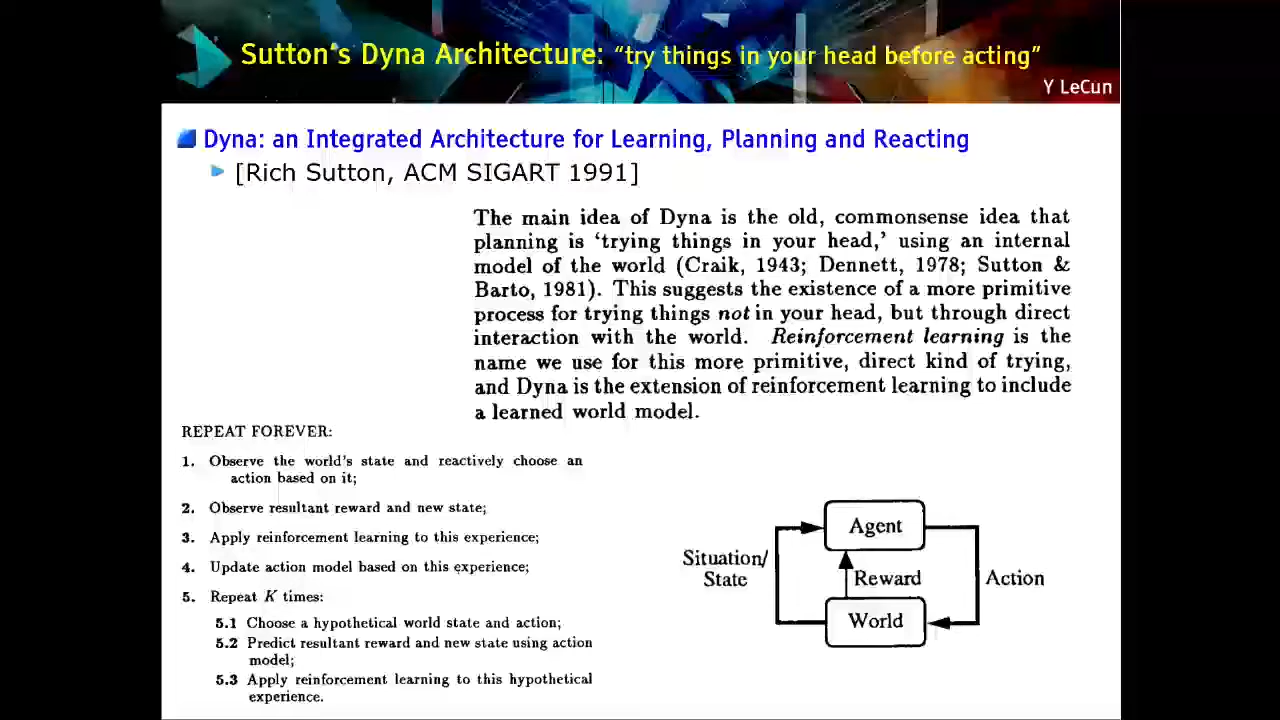 Sutton's Dyna Architecture: “try things in your head before acting”
Y LeCun
Dyna: an Integrated Architecture for Learning, Planning and Reacting
[Rich Sutton, ACM SIGART 1991]
The main idea of Dyna is the old, commonsense idea that
planning is ‘trying things in your head,’ using an internal
model of the world (Craik, 1943; Dennett, 1978; Sutton &
Barto, 1981). This suggests the existence of a more primitive
process for trying things not in your head, but through direct
interaction with the world. Reinforcement learning is the
name we use for this more primitive, direct kind of trying,
and Dyna is the extension of reinforcement learning to include
a learned world model.
REPEAT FOREVER:
1. Observe the world's state and reactively choose an
action based on it;
2. Observe resultant reward and new state;
3. Apply reinforcement learning to this experience;
4. Update action model based on this experience;
5. Repeat K times:
5.1 Choose a hypothetical world state and action;
5.2 Predict resultant reward and new state using action
model;
5.3 Apply reinforcement learning to this hypothetical
experience.
Agent
Situation/
State
Reward
Action
World